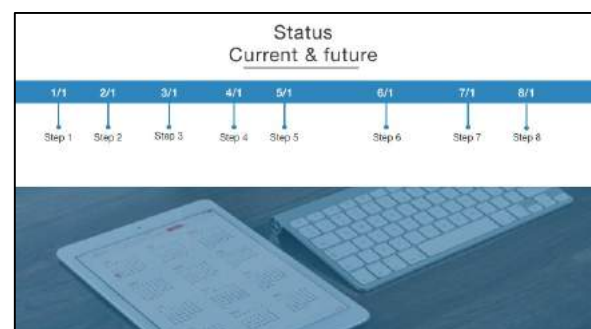 Status
Current & future
1/1 2/1 3/1 4/1 5/1 6/1 7/1 8/1
Step 1 Step 2 Step 3 Step 4 Step 5 Step 6 Step 7 Step 8